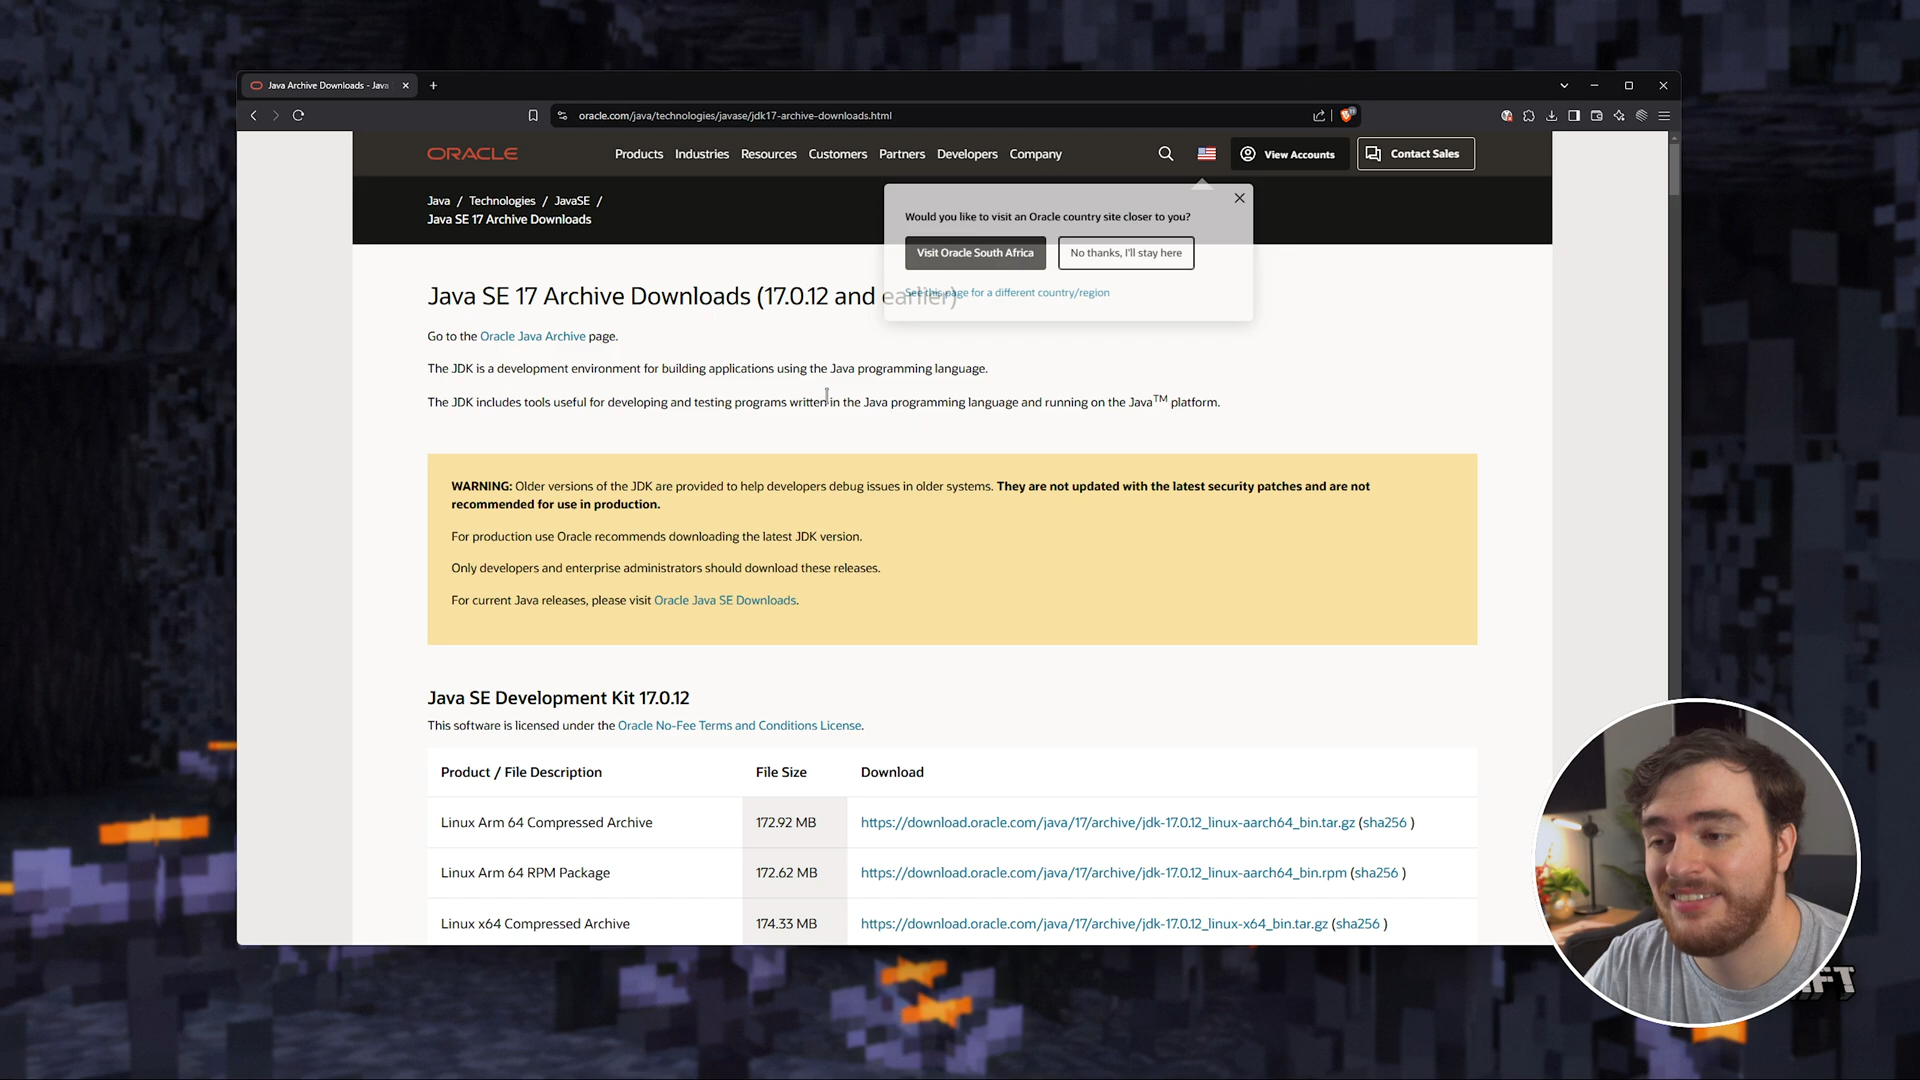 Java Archive Downloads - Java
oracle.com/java/technologies/javase/jdk17-archive-downloads.html
ORACLE
Products
Industries
Resources
Customers
Partners
Developers
Company
View Accounts
Contact Sales
Java / Technologies / JavaSE /
Java SE 17 Archive Downloads
Would you like to visit an Oracle country site closer to you?
Visit Oracle South Africa
No thanks, I'll stay here
See this page for a different country/region
Java SE 17 Archive Downloads (17.0.12 and earlier)
Go to the Oracle Java Archive page.
The JDK is a development environment for building applications using the Java programming language.
The JDK includes tools useful for developing and testing programs written in the Java programming language and running on the Java™ platform.
WARNING: Older versions of the JDK are provided to help developers debug issues in older systems. They are not updated with the latest security patches and are not
recommended for use in production.
For production use Oracle recommends downloading the latest JDK version.
Only developers and enterprise administrators should download these releases.
For current Java releases, please visit Oracle Java SE Downloads.
Java SE Development Kit 17.0.12
This software is licensed under the Oracle No-Fee Terms and Conditions License.
Product / File Description File Size Download
Linux Arm 64 Compressed Archive 172.92 MB https://download.oracle.com/java/17/archive/jdk-17.0.12_linux-aarch64_bin.tar.gz (sha256 )
Linux Arm 64 RPM Package 172.62 MB https://download.oracle.com/java/17/archive/jdk-17.0.12_linux-aarch64_bin.rpm (sha256 )
Linux x64 Compressed Archive 174.33 MB https://download.oracle.com/java/17/archive/jdk-17.0.12_linux-x64_bin.tar.gz (sha256 )